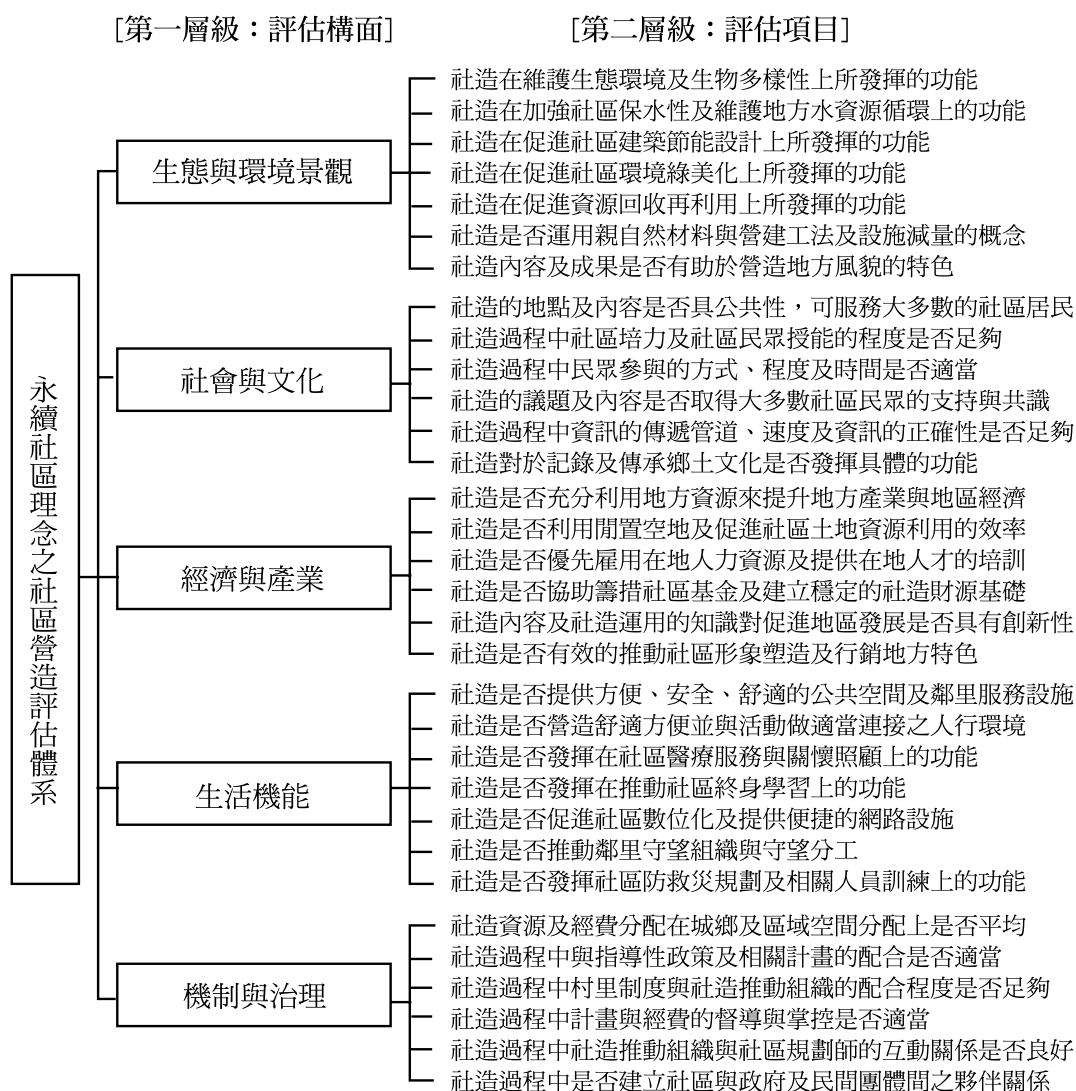 [第一層級：評估構面]
[第二層級：評估項目]
永續社區理念之社區營造評估體系
生態與環境景觀
社造在維護生態環境及生物多樣性上所發揮的功能
社造在加強社區保水性及維護地方水資源循環上的功能
社造在促進社區建築節能設計上所發揮的功能
社造在促進社區環境綠美化上所發揮的功能
社造在促進資源回收再利用上所發揮的功能
社造是否運用親自然材料與營建工法及設施減量的概念
社造內容及成果是否有助於營造地方風貌的特色
社會與文化
社造的地點及內容是否具公共性，可服務大多數的社區居民
社造過程中社區培力及社區民眾授能的程度是否足夠
社造過程中民眾參與的方式、程度及時間是否適當
社造的議題及內容是否取得大多數社區民眾的支持與共識
社造過程中資訊的傳遞管道、速度及資訊的正確性是否足夠
社造對於記錄及傳承鄉土文化是否發揮具體的功能
經濟與產業
社造是否充分利用地方資源來提升地方產業與地區經濟
社造是否利用閒置空地及促進社區土地資源利用的效率
社造是否優先雇用在地人力資源及提供在地人才的培訓
社造是否協助籌措社區基金及建立穩定的社造財源基礎
社造內容及社造運用的知識對促進地區發展是否具有創新性
社造是否有效的推動社區形象塑造及行銷地方特色
生活機能
社造是否提供方便、安全、舒適的公共空間及鄰里服務設施
社造是否營造舒適方便並與活動做適當連接之人行環境
社造是否發揮在社區醫療服務與關懷照顧上的功能
社造是否發揮在推動社區終身學習上的功能
社造是否促進社區數位化及提供便捷的網路設施
社造是否推動鄰里守望組織與守望分工
社造是否發揮社區防救災規劃及相關人員訓練上的功能
機制與治理
社造資源及經費分配在城鄉及區域空間分配上是否平均
社造過程中與指導性政策及相關計畫的配合是否適當
社造過程中村里制度與社造推動組織的配合程度是否足夠
社造過程中計畫與經費的督導與掌控是否適當
社造過程中社造推動組織與社區規劃師的互動關係是否良好
社造過程中是否建立社區與政府及民間團體間之夥伴關係